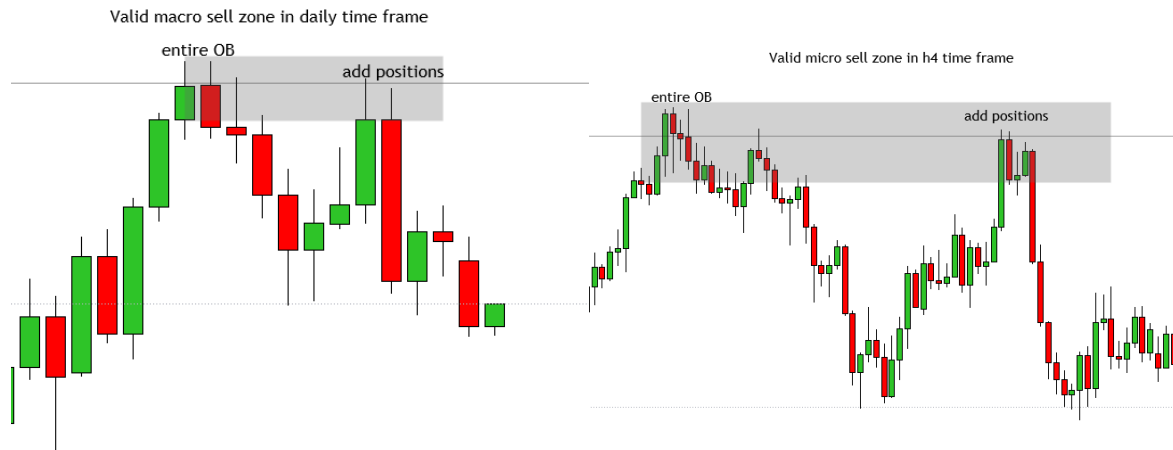 Valid macro sell zone in daily time frame
entire OB
add positions
Valid micro sell zone in h4 time frame
entire OB
add positions